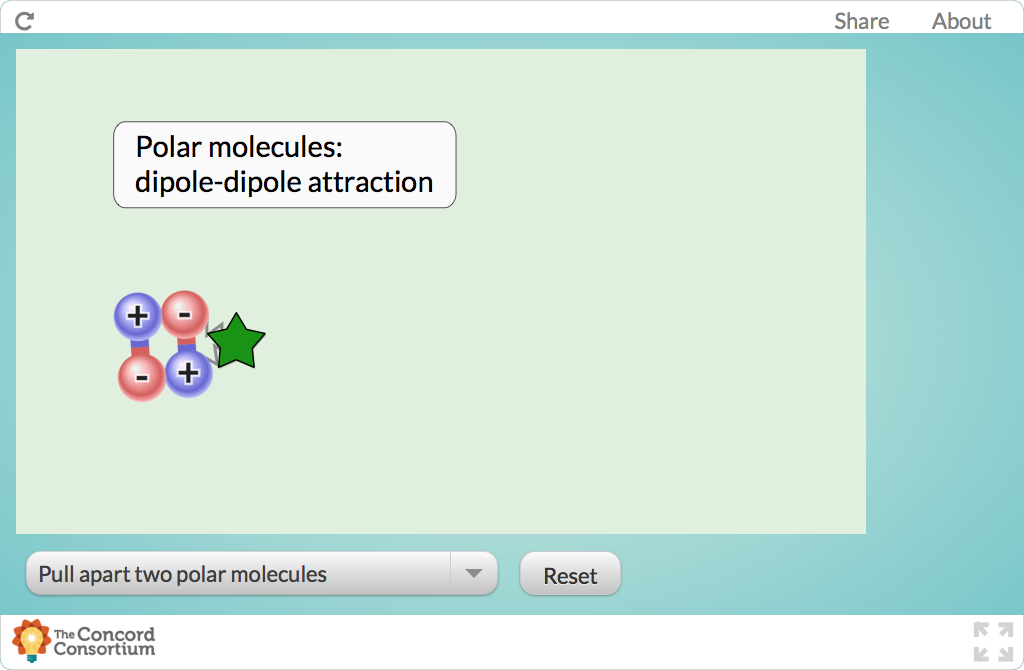 Share About
Polar molecules:
dipole-dipole attraction
+ -
- +
Pull apart two polar molecules
Reset
The Concord
Consortium